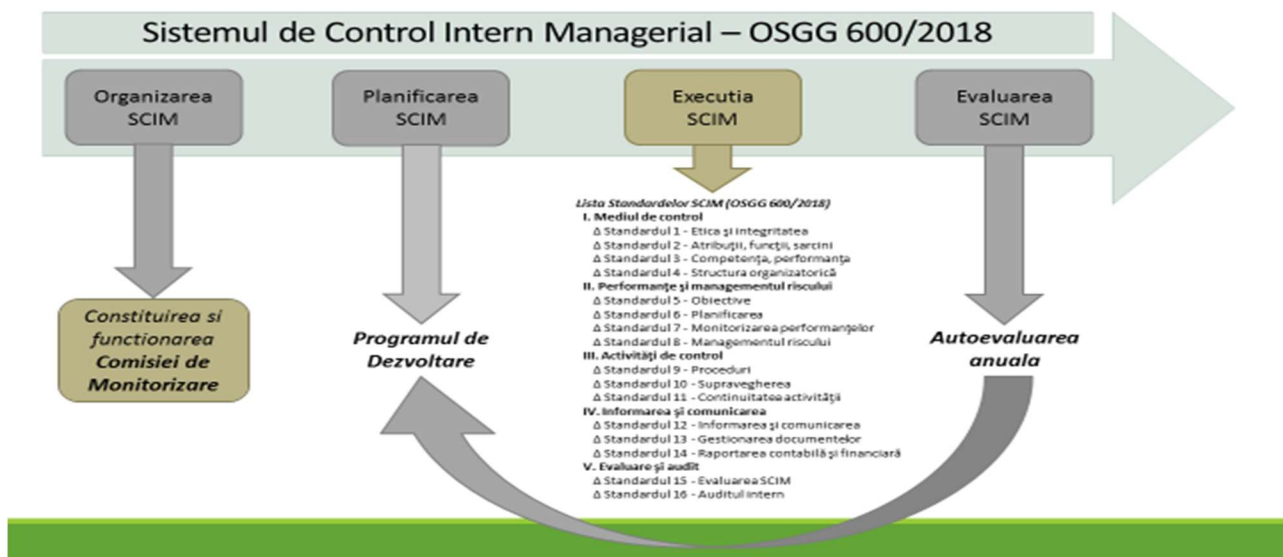 Sistemul de Control Intern Managerial – OSGG 600/2018
Organizarea
SCIM
Planificarea
SCIM
Executia
SCIM
Evaluarea
SCIM
Constituirea si
functionarea
Comisiei de
Monitorizare
Programul de
Dezvoltare
Lista Standardelor SCIM (OSGG 600/2018)
I. Mediul de control
Δ Standardul 1 - Etica şi integritatea
Δ Standardul 2 - Atribuţii, funcţii, sarcini
Δ Standardul 3 - Competenţa, performanţa
Δ Standardul 4 - Structura organizatorică
II. Performanţe şi managementul riscului
Δ Standardul 5 - Obiective
Δ Standardul 6 - Planificarea
Δ Standardul 7 - Monitorizarea performanţelor
Δ Standardul 8 - Managementul riscului
III. Activităţi de control
Δ Standardul 9 - Proceduri
Δ Standardul 10 - Supravegherea
Δ Standardul 11 - Continuitatea activităţii
IV. Informarea şi comunicarea
Δ Standardul 12 - Informarea şi comunicarea
Δ Standardul 13 - Gestionarea documentelor
Δ Standardul 14 - Raportarea contabilă şi financiară
V. Evaluare şi audit
Δ Standardul 15 - Evaluarea SCIM
Δ Standardul 16 - Auditul intern
Autoevaluarea
anuala